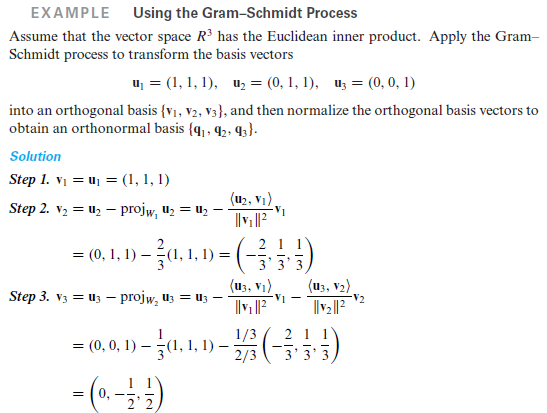 EXAMPLE Using the Gram–Schmidt Process
Assume that the vector space R³ has the Euclidean inner product. Apply the Gram–
Schmidt process to transform the basis vectors
u₁ = (1, 1, 1), u₂ = (0, 1, 1), u₃ = (0, 0, 1)
into an orthogonal basis {v₁, v₂, v₃}, and then normalize the orthogonal basis vectors to
obtain an orthonormal basis {q₁, q₂, q₃}.
Solution
Step 1. v₁ = u₁ = (1, 1, 1)
Step 2. v₂ = u₂ − proj_W₁ u₂ = u₂ − ⟨u₂, v₁⟩/‖v₁‖² v₁
= (0, 1, 1) − 2/3(1, 1, 1) = (−2/3, 1/3, 1/3)
Step 3. v₃ = u₃ − proj_W₂ u₃ = u₃ − ⟨u₃, v₁⟩/‖v₁‖² v₁ − ⟨u₃, v₂⟩/‖v₂‖² v₂
= (0, 0, 1) − 1/3(1, 1, 1) − (1/3)/(2/3) (−2/3, 1/3, 1/3)
= (0, −1/2, 1/2)